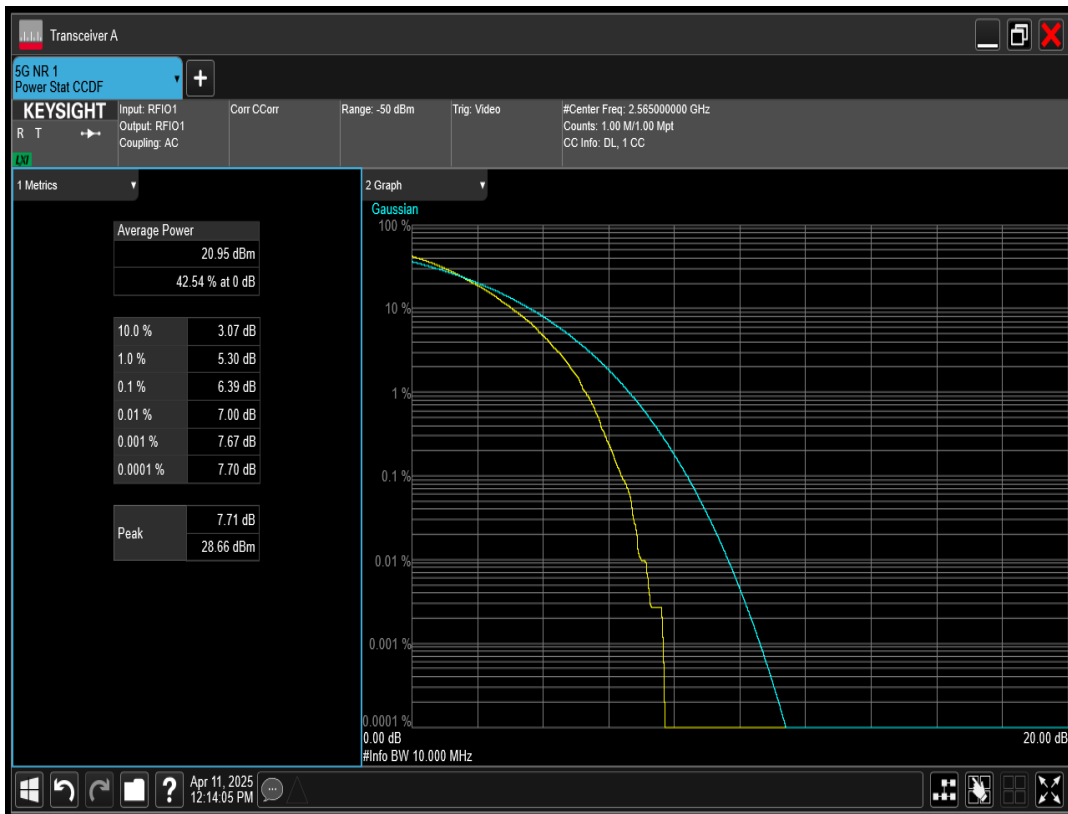 Transceiver A
5G NR 1
Power Stat CCDF
+
KEYSIGHT
R T
LXI
Input: RFIO1
Output: RFIO1
Coupling: AC
Corr CCorr
Range: -50 dBm
Trig: Video
#Center Freq: 2.565000000 GHz
Counts: 1.00 M/1.00 Mpt
CC Info: DL, 1 CC
1 Metrics
Average Power
20.95 dBm
42.54 % at 0 dB
10.0 % 3.07 dB
1.0 % 5.30 dB
0.1 % 6.39 dB
0.01 % 7.00 dB
0.001 % 7.67 dB
0.0001 % 7.70 dB
Peak
7.71 dB
28.66 dBm
2 Graph
Gaussian
100 %
10 %
1 %
0.1 %
0.01 %
0.001 %
0.0001 %
0.00 dB 20.00 dB
#Info BW 10.000 MHz
?
Apr 11, 2025
12:14:05 PM